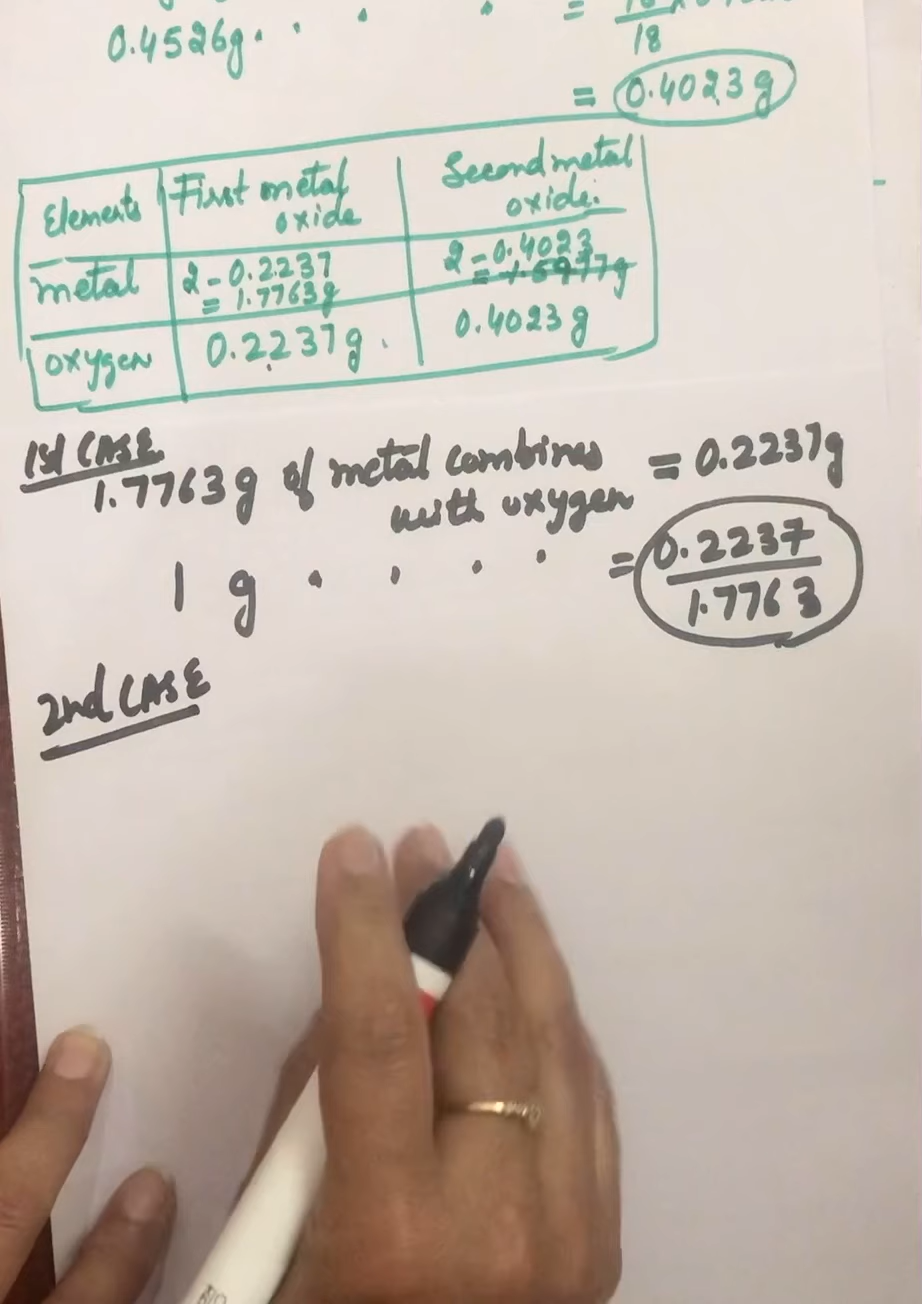 =
0.4526g · · · ·
18
= 0.4023g
Elements First metal oxide Second metal oxide.
metal 2 - 0.2237 = 1.7763g 2 - 0.4023 = 1.5977g
oxygen 0.2237g. 0.4023g
1st CASE
1.7763g of metal combines with oxygen = 0.2237g
1 g · · · · = 0.2237
1.7763
2nd CASE